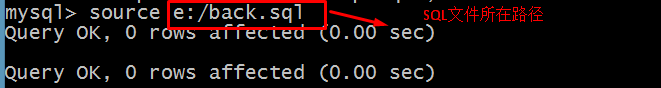 mysql> source e:/back.sql SQL文件所在路径
Query OK, 0 rows affected (0.00 sec)
Query OK, 0 rows affected (0.00 sec)